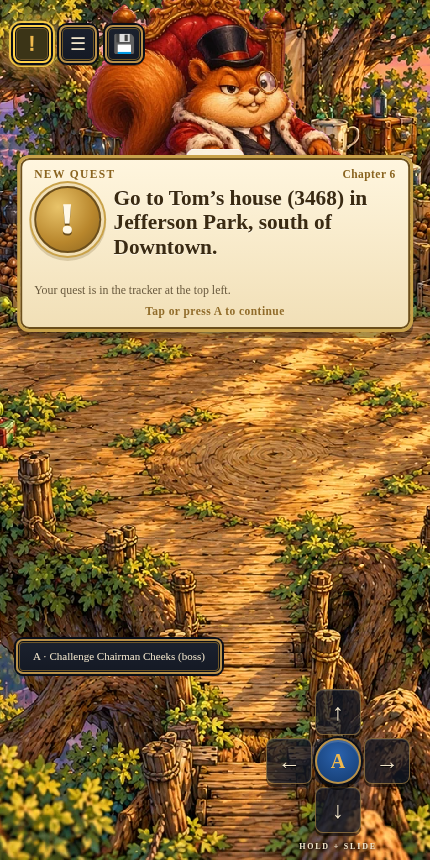 !
☰
💾
NEW QUEST
Chapter 6
!
Go to Tom’s house (3468) in
Jefferson Park, south of
Downtown.
Your quest is in the tracker at the top left.
Tap or press A to continue
A · Challenge Chairman Cheeks (boss)
↑
←
A
→
↓
HOLD + SLIDE